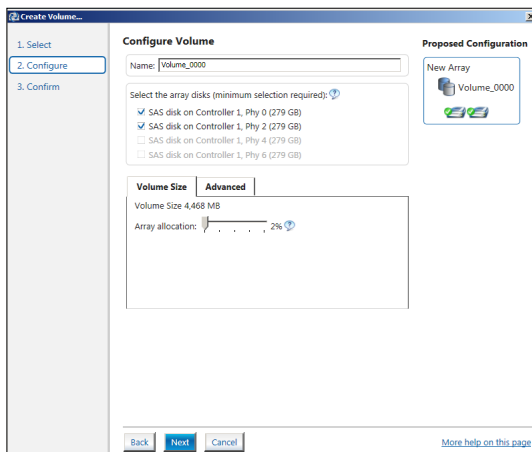 Create Volume...
1. Select
2. Configure
3. Confirm
Configure Volume
Name: Volume_0000
Select the array disks (minimum selection required):
SAS disk on Controller 1, Phy 0 (279 GB)
SAS disk on Controller 1, Phy 2 (279 GB)
SAS disk on Controller 1, Phy 4 (279 GB)
SAS disk on Controller 1, Phy 6 (279 GB)
Volume Size Advanced
Volume Size 4,468 MB
Array allocation: 2%
Proposed Configuration
New Array
Volume_0000
Back Next Cancel
More help on this page